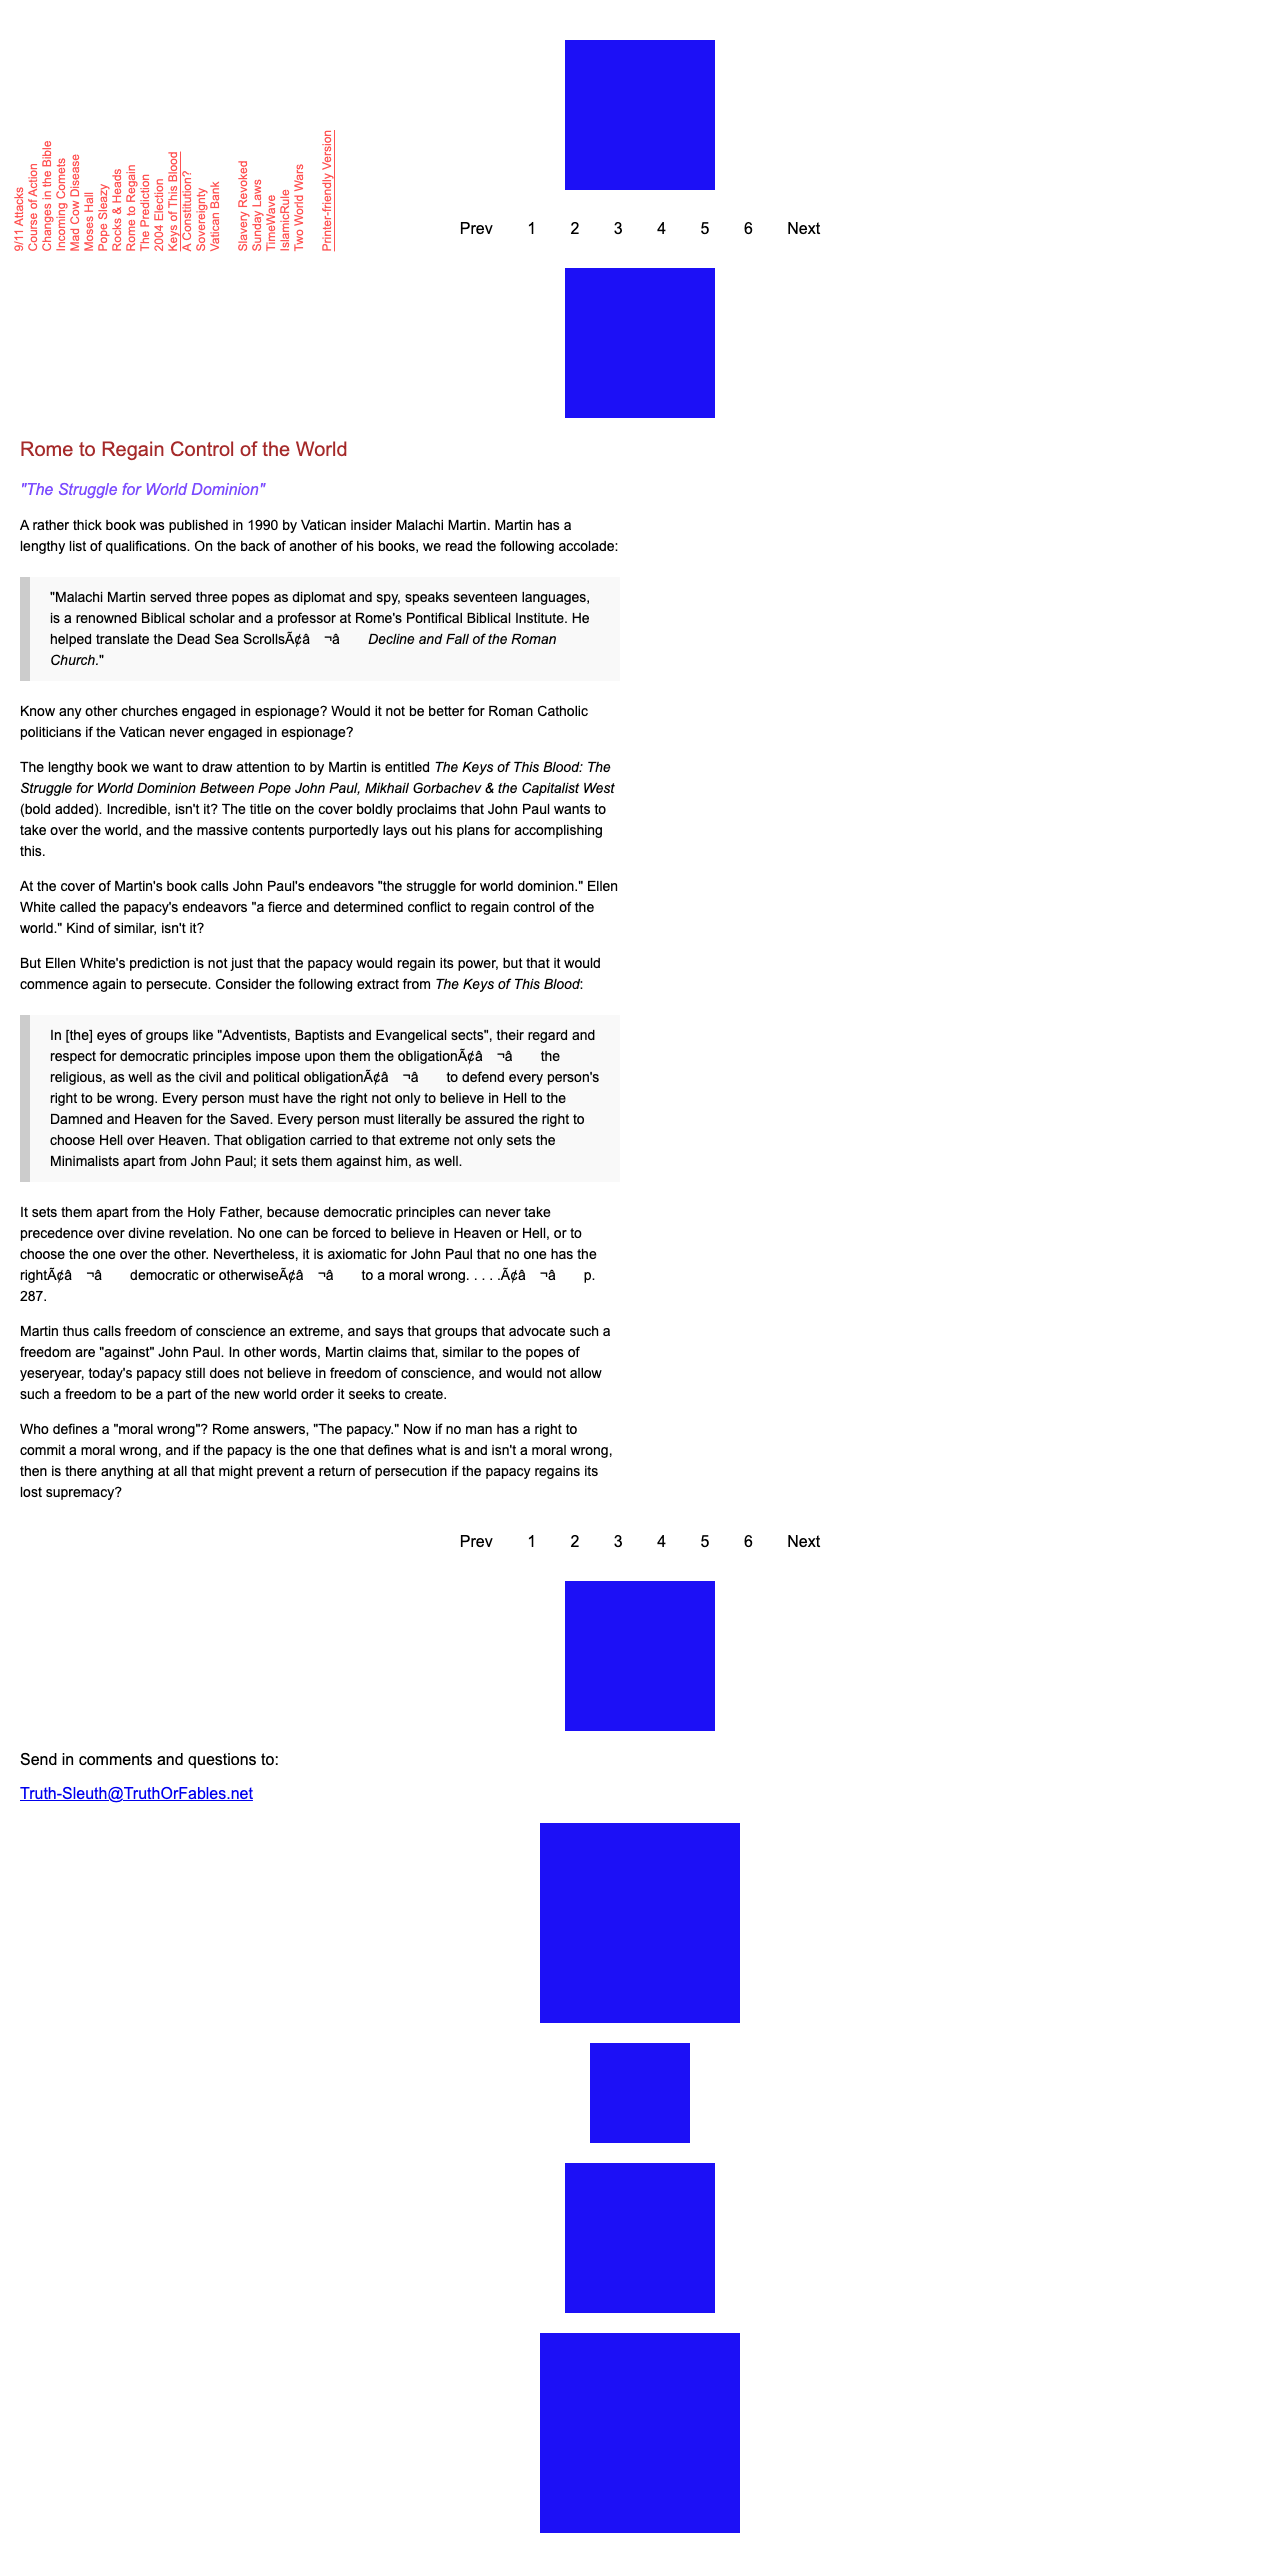 9/11 Attacks
Course of Action
Changes in the Bible
Incoming Comets
Mad Cow Disease
Moses Hall
Pope Sleazy
Rocks & Heads
Rome to Regain
The Prediction
2004 Election
Keys of This Blood
A Constitution?
Sovereignty
Vatican Bank
Slavery Revoked
Sunday Laws
TimeWave
IslamicRule
Two World Wars
Printer-friendly Version
Prev 1 2 3 4 5 6 Next
Rome to Regain Control of the World
"The Struggle for World Dominion"
A rather thick book was published in 1990 by Vatican insider Malachi Martin. Martin has a
lengthy list of qualifications. On the back of another of his books, we read the following accolade:
"Malachi Martin served three popes as diplomat and spy, speaks seventeen languages,
is a renowned Biblical scholar and a professor at Rome's Pontifical Biblical Institute. He
helped translate the Dead Sea ScrollsÃ¢â ¬â Decline and Fall of the Roman
Church."
Know any other churches engaged in espionage? Would it not be better for Roman Catholic
politicians if the Vatican never engaged in espionage?
The lengthy book we want to draw attention to by Martin is entitled The Keys of This Blood: The
Struggle for World Dominion Between Pope John Paul, Mikhail Gorbachev & the Capitalist West
(bold added). Incredible, isn't it? The title on the cover boldly proclaims that John Paul wants to
take over the world, and the massive contents purportedly lays out his plans for accomplishing
this.
At the cover of Martin's book calls John Paul's endeavors "the struggle for world dominion." Ellen
White called the papacy's endeavors "a fierce and determined conflict to regain control of the
world." Kind of similar, isn't it?
But Ellen White's prediction is not just that the papacy would regain its power, but that it would
commence again to persecute. Consider the following extract from The Keys of This Blood:
In [the] eyes of groups like "Adventists, Baptists and Evangelical sects", their regard and
respect for democratic principles impose upon them the obligationÃ¢â ¬â the
religious, as well as the civil and political obligationÃ¢â ¬â to defend every person's
right to be wrong. Every person must have the right not only to believe in Hell to the
Damned and Heaven for the Saved. Every person must literally be assured the right to
choose Hell over Heaven. That obligation carried to that extreme not only sets the
Minimalists apart from John Paul; it sets them against him, as well.
It sets them apart from the Holy Father, because democratic principles can never take
precedence over divine revelation. No one can be forced to believe in Heaven or Hell, or to
choose the one over the other. Nevertheless, it is axiomatic for John Paul that no one has the
rightÃ¢â ¬â democratic or otherwiseÃ¢â ¬â to a moral wrong. . . . .Ã¢â ¬â p.
287.
Martin thus calls freedom of conscience an extreme, and says that groups that advocate such a
freedom are "against" John Paul. In other words, Martin claims that, similar to the popes of
yeseryear, today's papacy still does not believe in freedom of conscience, and would not allow
such a freedom to be a part of the new world order it seeks to create.
Who defines a "moral wrong"? Rome answers, "The papacy." Now if no man has a right to
commit a moral wrong, and if the papacy is the one that defines what is and isn't a moral wrong,
then is there anything at all that might prevent a return of persecution if the papacy regains its
lost supremacy?
Prev 1 2 3 4 5 6 Next
Send in comments and questions to:
Truth-Sleuth@TruthOrFables.net